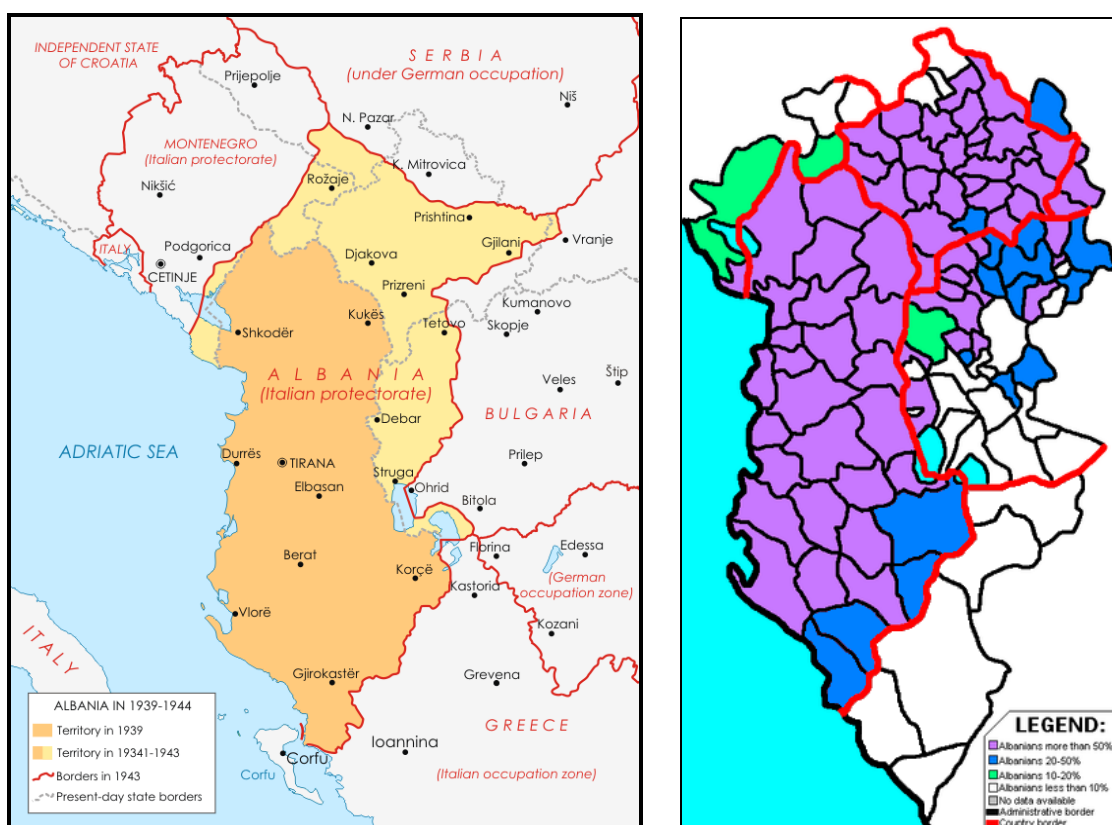 INDEPENDENT STATE
OF CROATIA
Prijepolje
S E R B I A
(under German occupation)
Niš
N. Pazar
MONTENEGRO
(Italian protectorate)
K. Mitrovica
Rožaje
Nikšić
Prishtina
Podgorica
Gjilani
Vranje
ITALY
CETINJE
Djakova
Prizreni
Kumanovo
Kukës
Tetovo
Skopje
Shkodër
A L B A N I A
(Italian protectorate)
Štip
Veles
Debar
B U L G A R I A
ADRIATIC SEA
Durrës
TIRANA
Prilep
Struga
Elbasan
Ohrid
Bitola
Berat
Florina
Edessa
Korçë
Kastoria
(German
occupation zone)
Vlorë
Kozani
I T A L Y
Gjirokastër
Grevena
G R E E C E
Ioannina
Corfu
Corfu
(Italian occupation zone)
ALBANIA IN 1939-1944
Territory in 1939
Territory in 19341-1943
Borders in 1943
Present-day state borders
LEGEND:
Albanians more than 50%
Albanians 20-50%
Albanians 10-20%
Albanians less than 10%
No data available
Administrative border
Country border